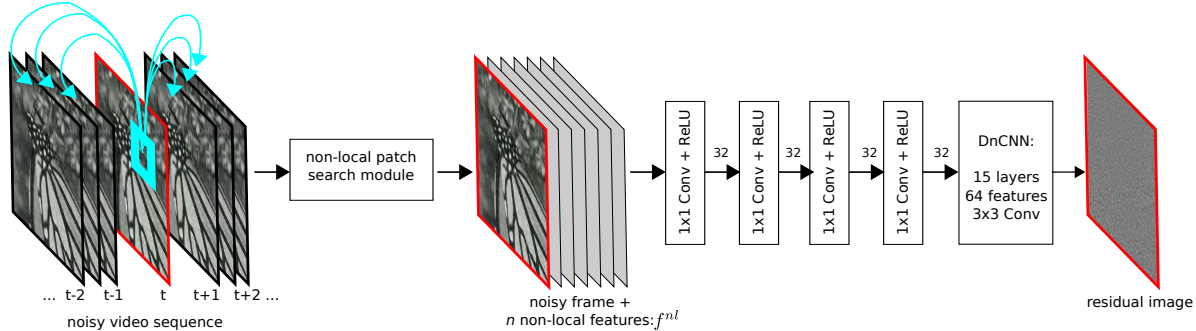 ... t-2 t-1 t t+1 t+2 ...
noisy video sequence
non-local patch
search module
noisy frame +
n non-local features: f^{nl}
1x1 Conv + ReLU
32
1x1 Conv + ReLU
32
1x1 Conv + ReLU
32
1x1 Conv + ReLU
32
DnCNN:
15 layers
64 features
3x3 Conv
residual image